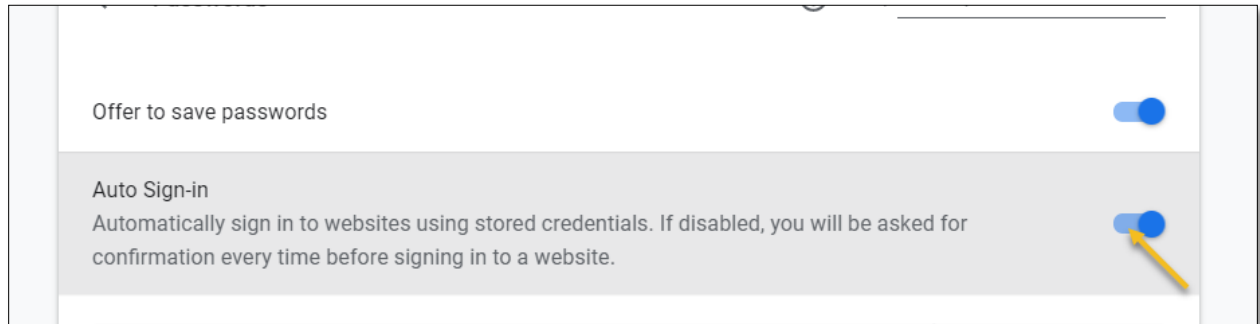 Offer to save passwords
Auto Sign-in
Automatically sign in to websites using stored credentials. If disabled, you will be asked for
confirmation every time before signing in to a website.